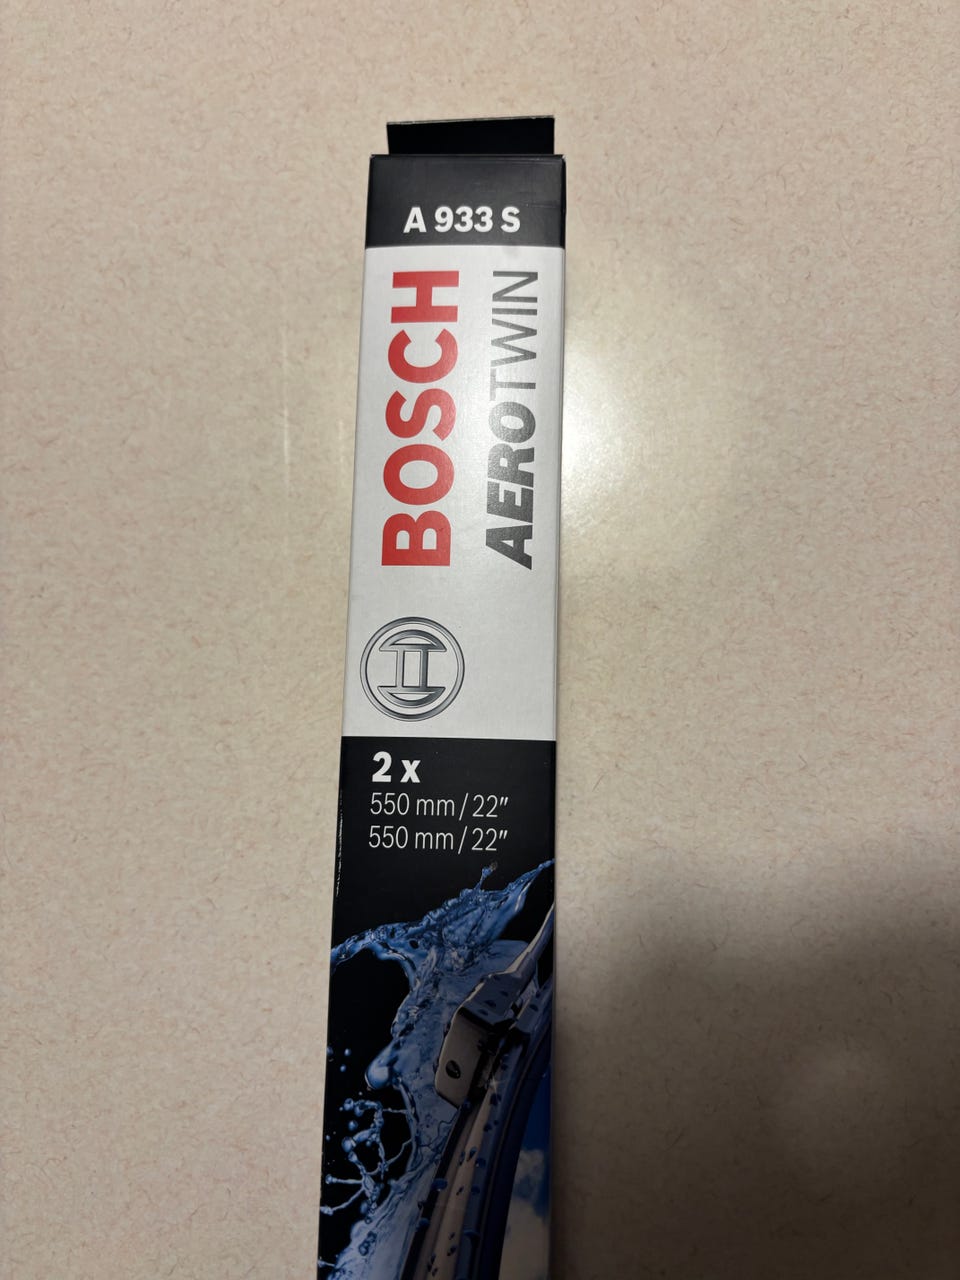 A 933 S
BOSCH
AEROTWIN
2 x
550 mm / 22″
550 mm / 22″